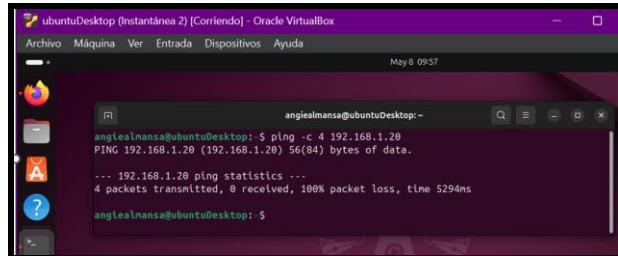 ubuntuDesktop (Instantánea 2) [Corriendo] - Oracle VirtualBox
Archivo Máquina Ver Entrada Dispositivos Ayuda
May 8 09:57
angiealmansa@ubuntuDesktop: ~
angiealmansa@ubuntuDesktop:~$ ping -c 4 192.168.1.20
PING 192.168.1.20 (192.168.1.20) 56(84) bytes of data.
--- 192.168.1.20 ping statistics ---
4 packets transmitted, 0 received, 100% packet loss, time 5294ms
angiealmansa@ubuntuDesktop:~$